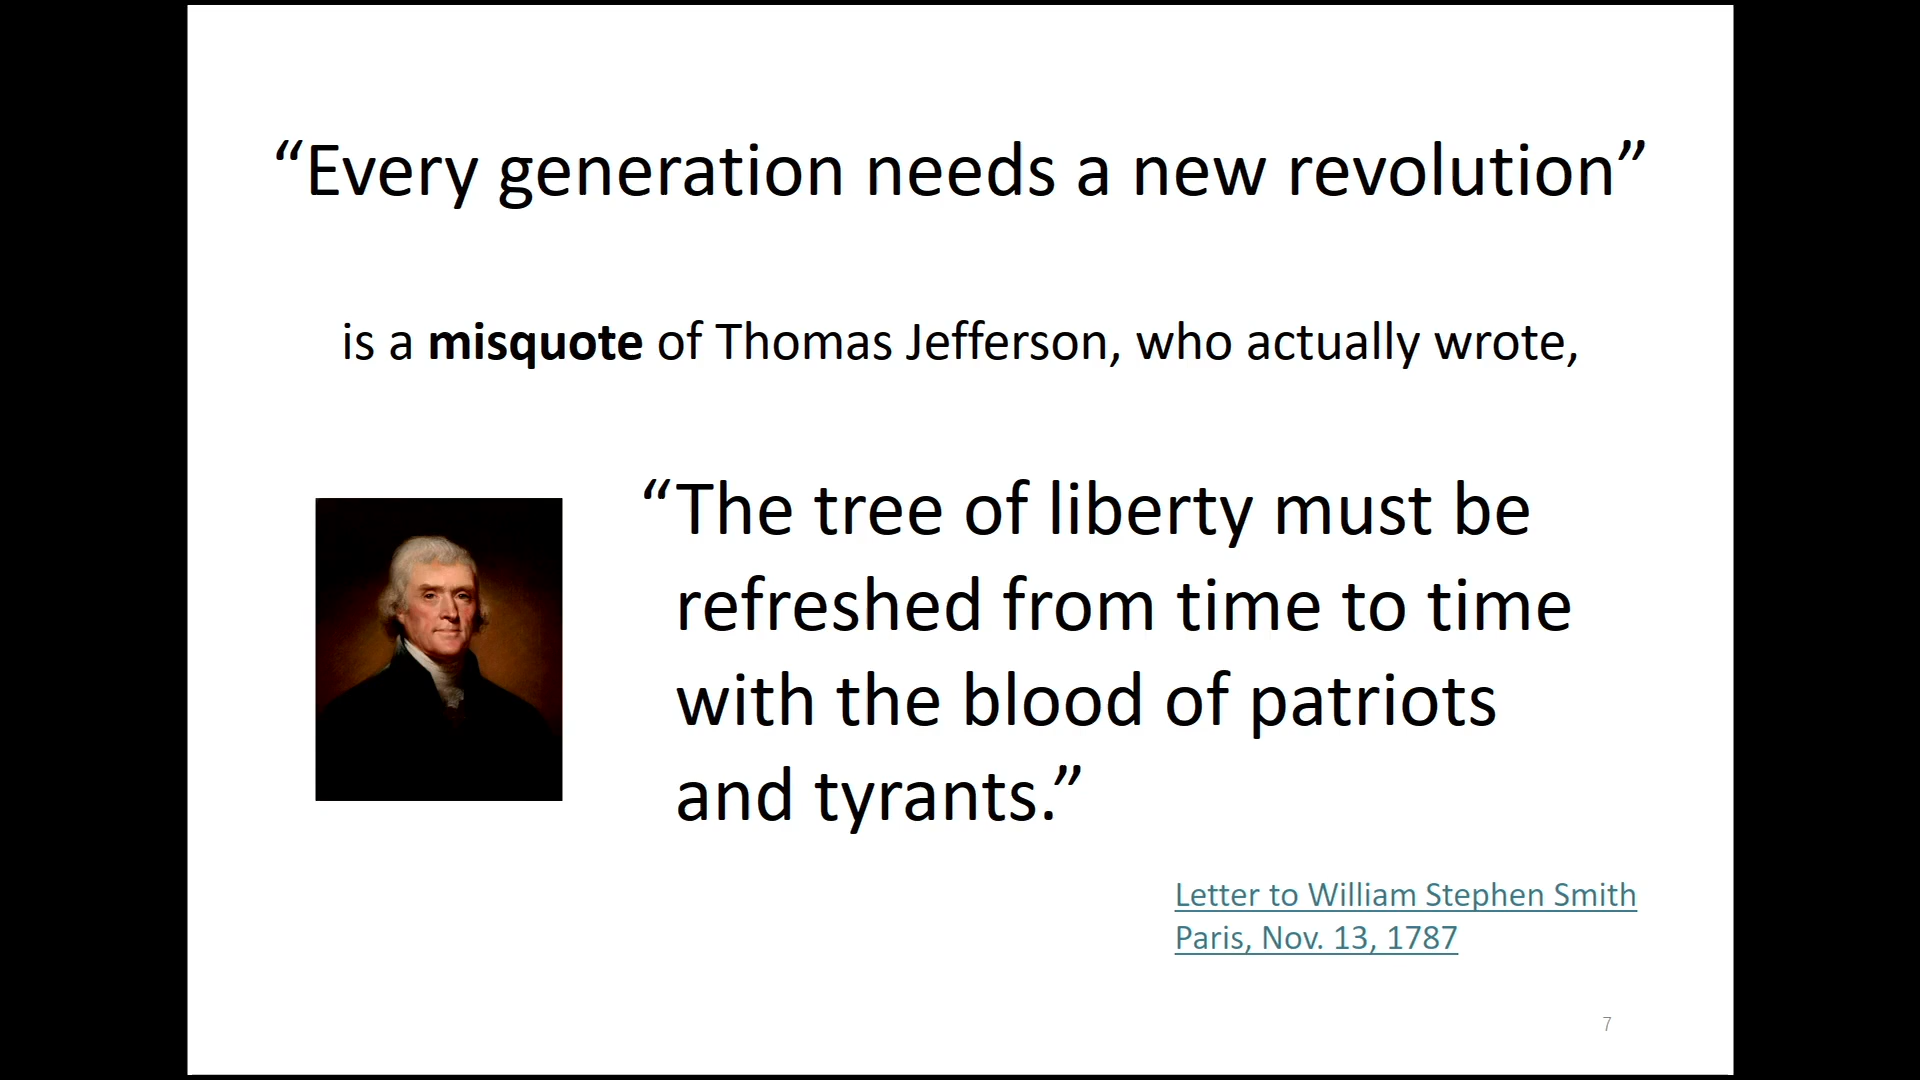 “Every generation needs a new revolution”
is a misquote of Thomas Jefferson, who actually wrote,
“The tree of liberty must be
refreshed from time to time
with the blood of patriots
and tyrants.”
Letter to William Stephen Smith
Paris, Nov. 13, 1787
7